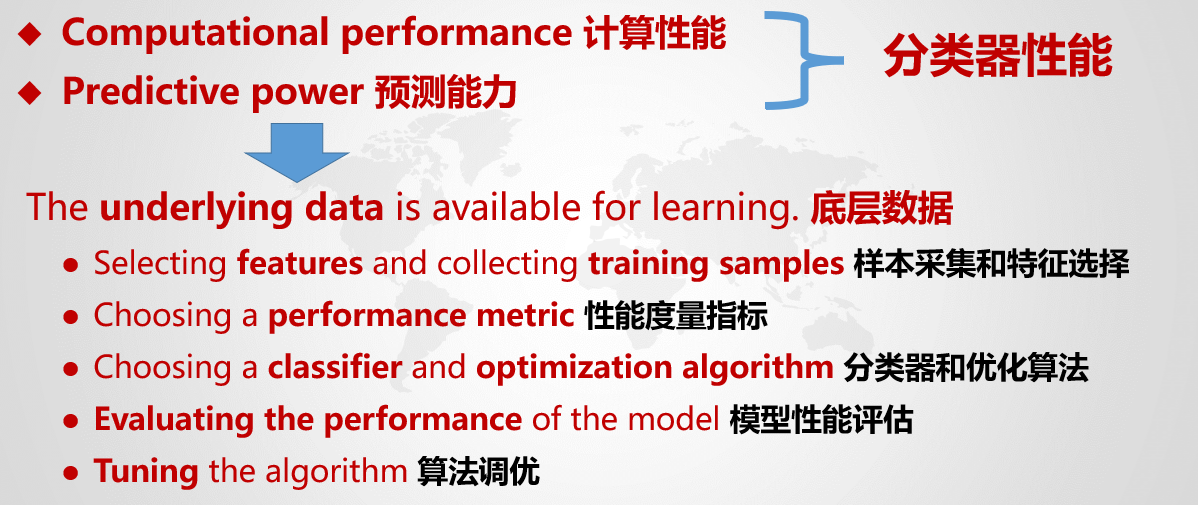 ◆ Computational performance 计算性能
◆ Predictive power 预测能力
分类器性能
The underlying data is available for learning. 底层数据
● Selecting features and collecting training samples 样本采集和特征选择
● Choosing a performance metric 性能度量指标
● Choosing a classifier and optimization algorithm 分类器和优化算法
● Evaluating the performance of the model 模型性能评估
● Tuning the algorithm 算法调优